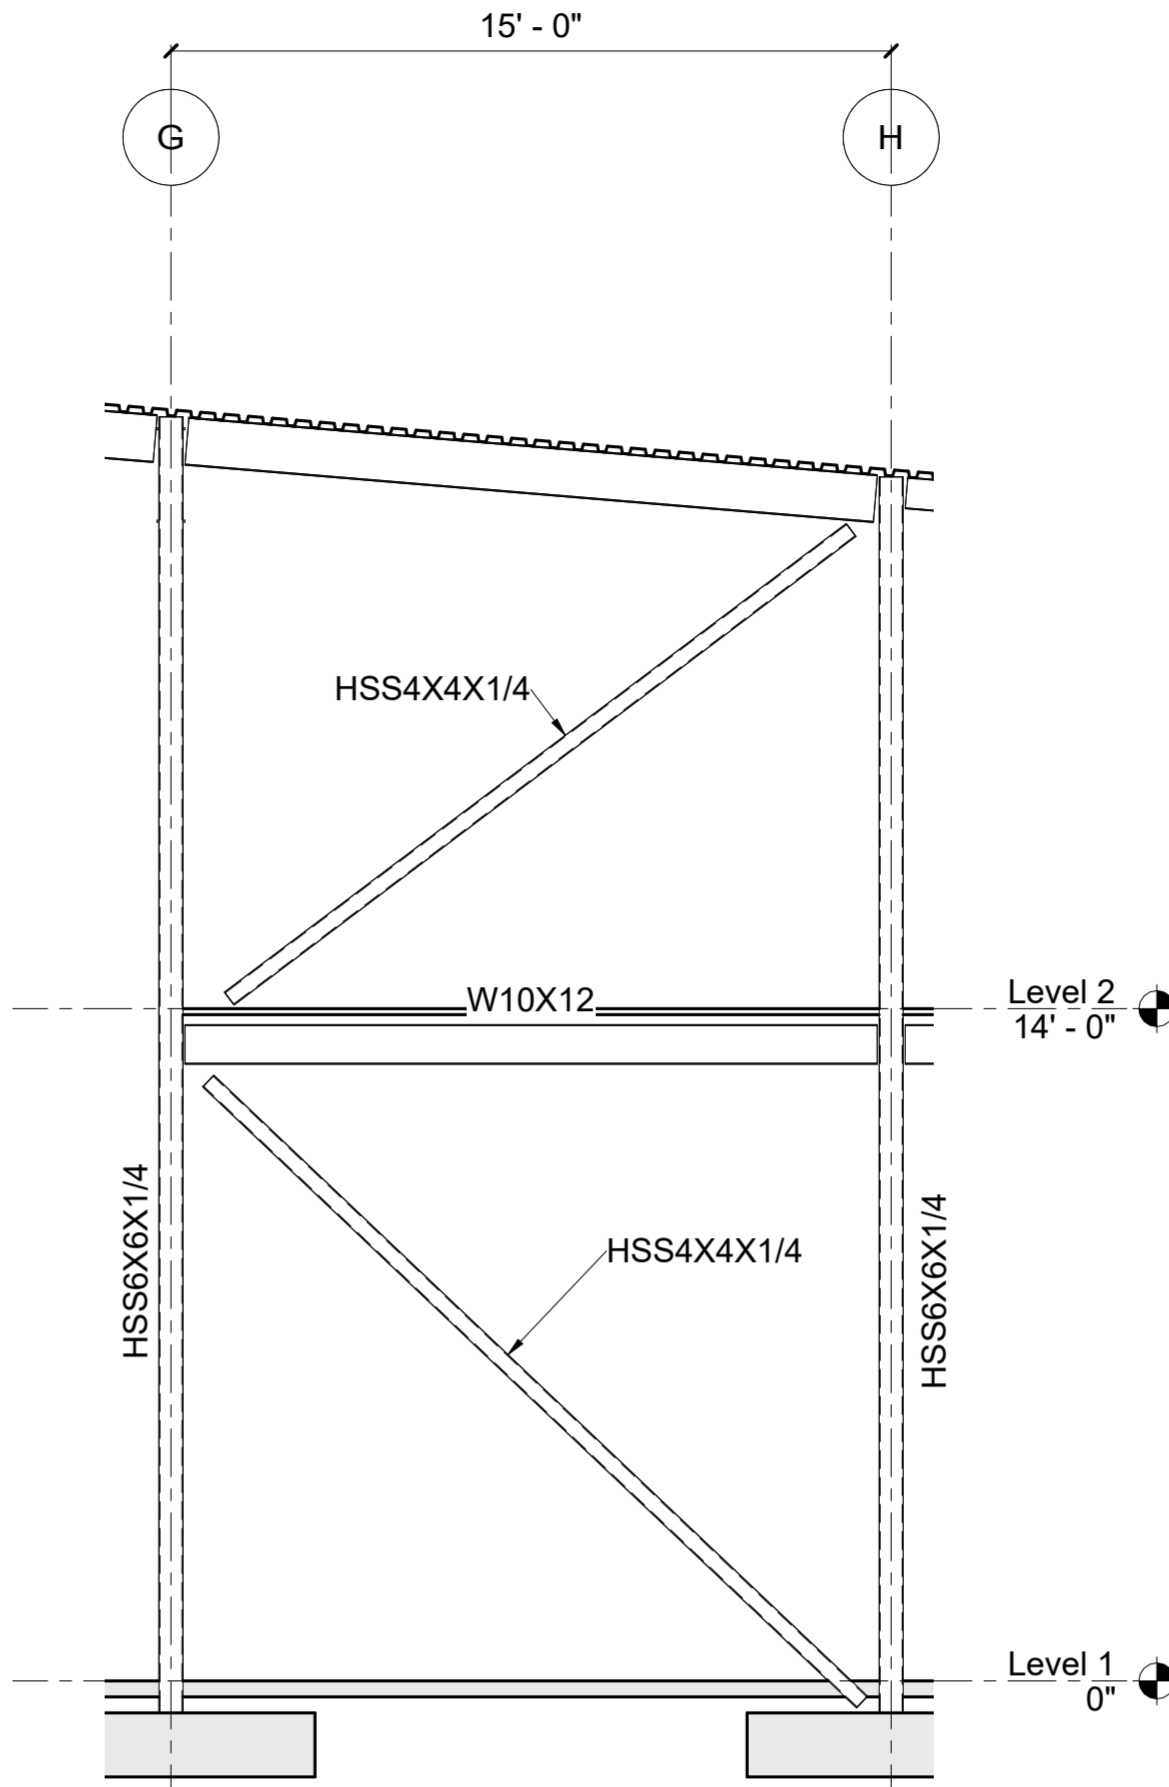 15' - 0"
G
H
HSS4X4X1/4
W10X12
Level 2
14' - 0"
HSS6X6X1/4
HSS4X4X1/4
HSS6X6X1/4
Level 1
0"